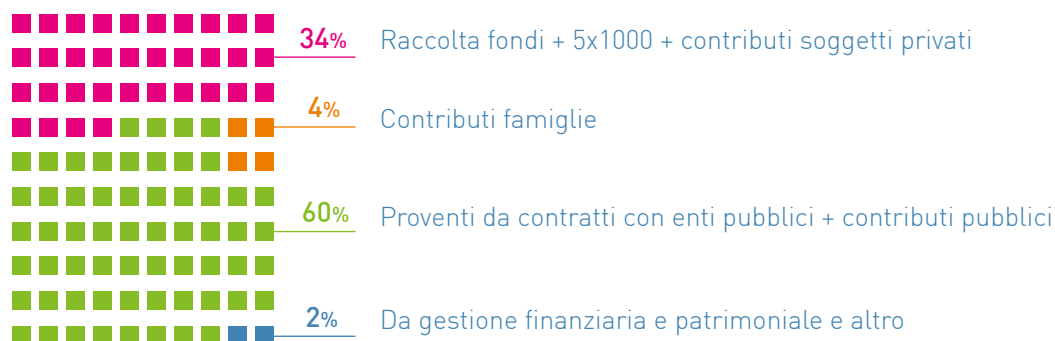 34% Raccolta fondi + 5x1000 + contributi soggetti privati
4% Contributi famiglie
60% Proventi da contratti con enti pubblici + contributi pubblici
2% Da gestione finanziaria e patrimoniale e altro